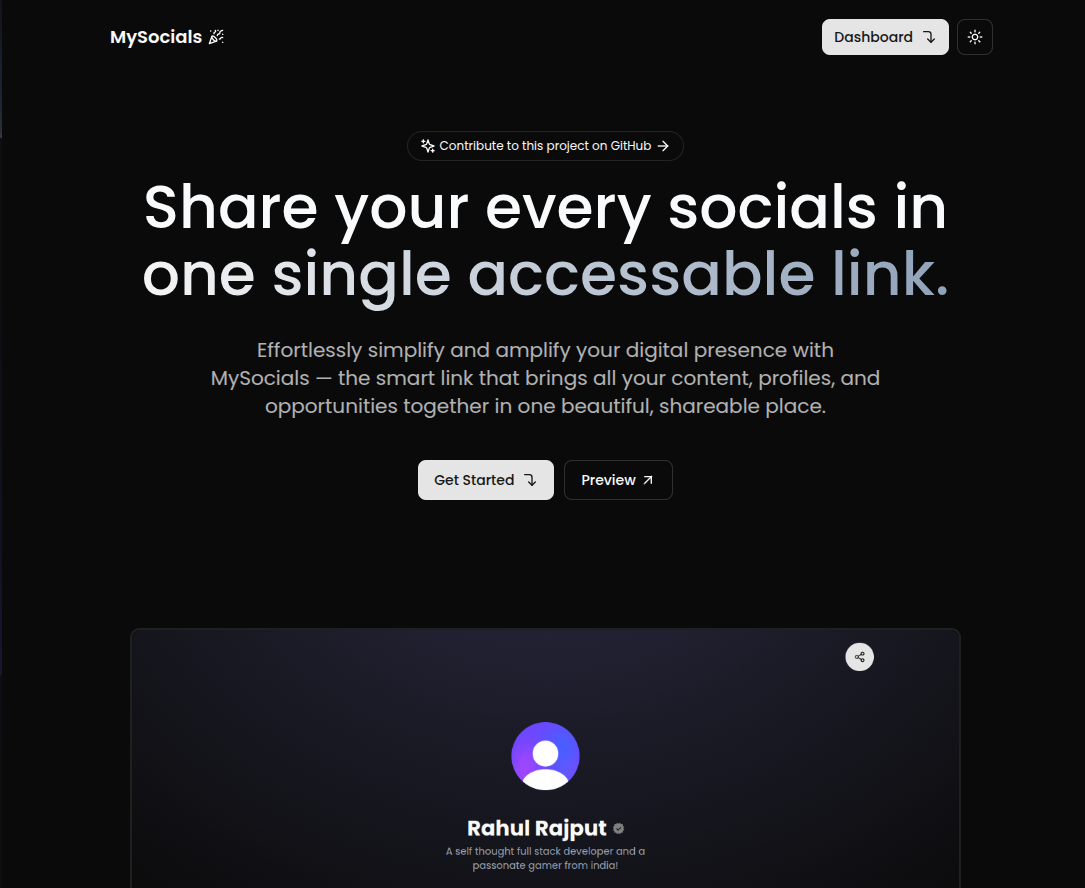 MySocials
Dashboard
Contribute to this project on GitHub
Share your every socials in
one single accessable link.
Effortlessly simplify and amplify your digital presence with
MySocials — the smart link that brings all your content, profiles, and
opportunities together in one beautiful, shareable place.
Get Started
Preview
Rahul Rajput
A self thought full stack developer and a
passonate gamer from india!